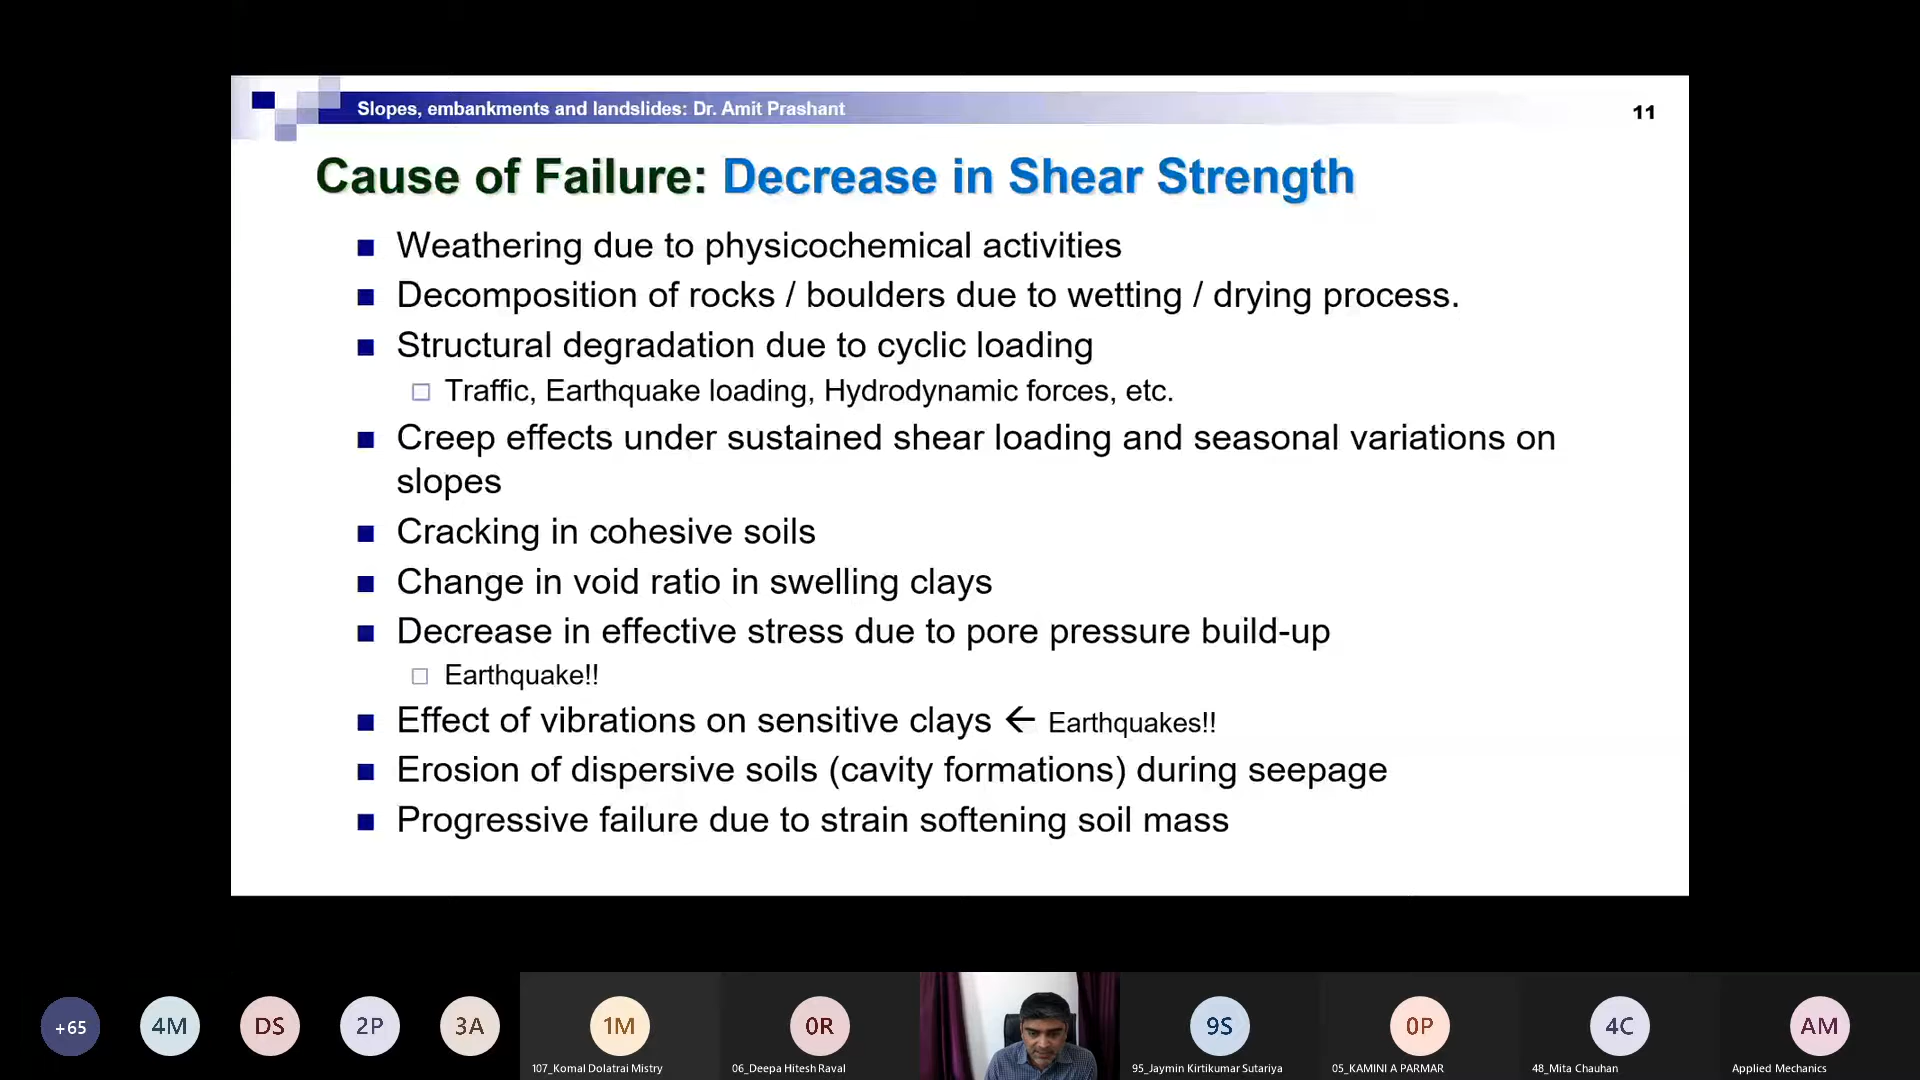 Slopes, embankments and landslides: Dr. Amit Prashant
11
Cause of Failure: Decrease in Shear Strength
Weathering due to physicochemical activities
Decomposition of rocks / boulders due to wetting / drying process.
Structural degradation due to cyclic loading
Traffic, Earthquake loading, Hydrodynamic forces, etc.
Creep effects under sustained shear loading and seasonal variations on
slopes
Cracking in cohesive soils
Change in void ratio in swelling clays
Decrease in effective stress due to pore pressure build-up
Earthquake!!
Effect of vibrations on sensitive clays ← Earthquakes!!
Erosion of dispersive soils (cavity formations) during seepage
Progressive failure due to strain softening soil mass
+65 4M DS 2P 3A 1M 0R 9S 0P 4C AM
107_Komal Dolatrai Mistry 06_Deepa Hitesh Raval 95_Jaymin Kirtikumar Sutariya 05_KAMINI A PARMAR 48_Mita Chauhan Applied Mechanics